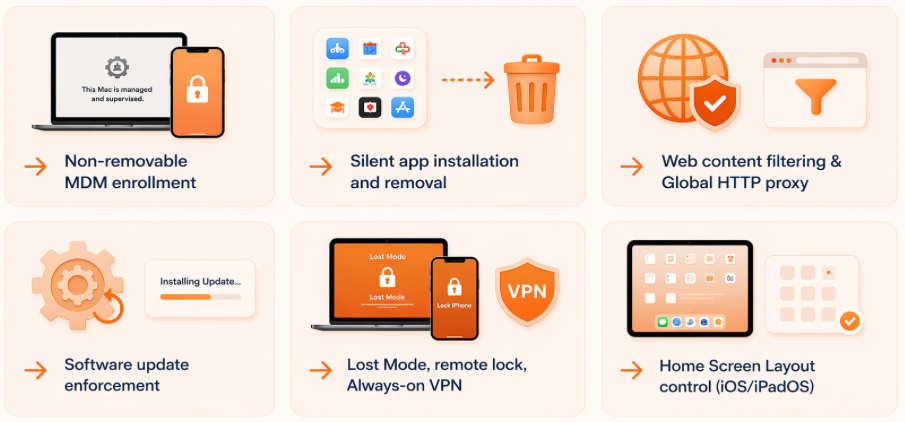 This Mac is managed
and supervised.
Non-removable
MDM enrollment
Silent app installation
and removal
Web content filtering &
Global HTTP proxy
Installing Update...
Software update
enforcement
Lost Mode
Lost Mode
Lock iPhone
VPN
Lost Mode, remote lock,
Always-on VPN
Home Screen Layout
control (iOS/iPadOS)